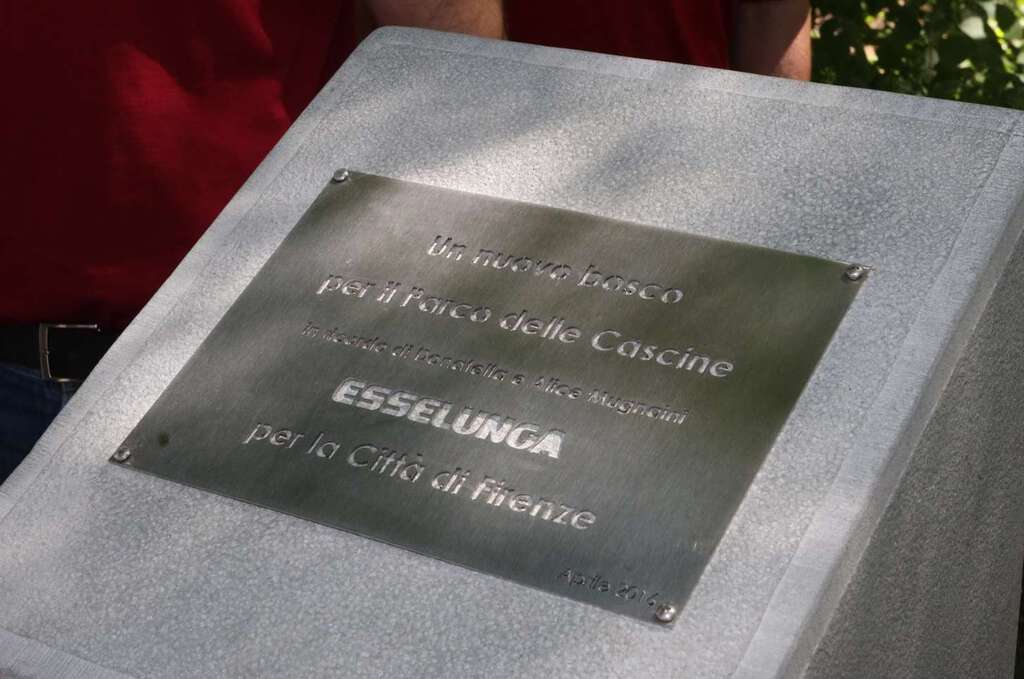 Un nuovo bosco
per il Parco delle Cascine
In ricordo di Donatella e Alice Mugnaini
ESSELUNGA
per la Città di Firenze
Aprile 2016